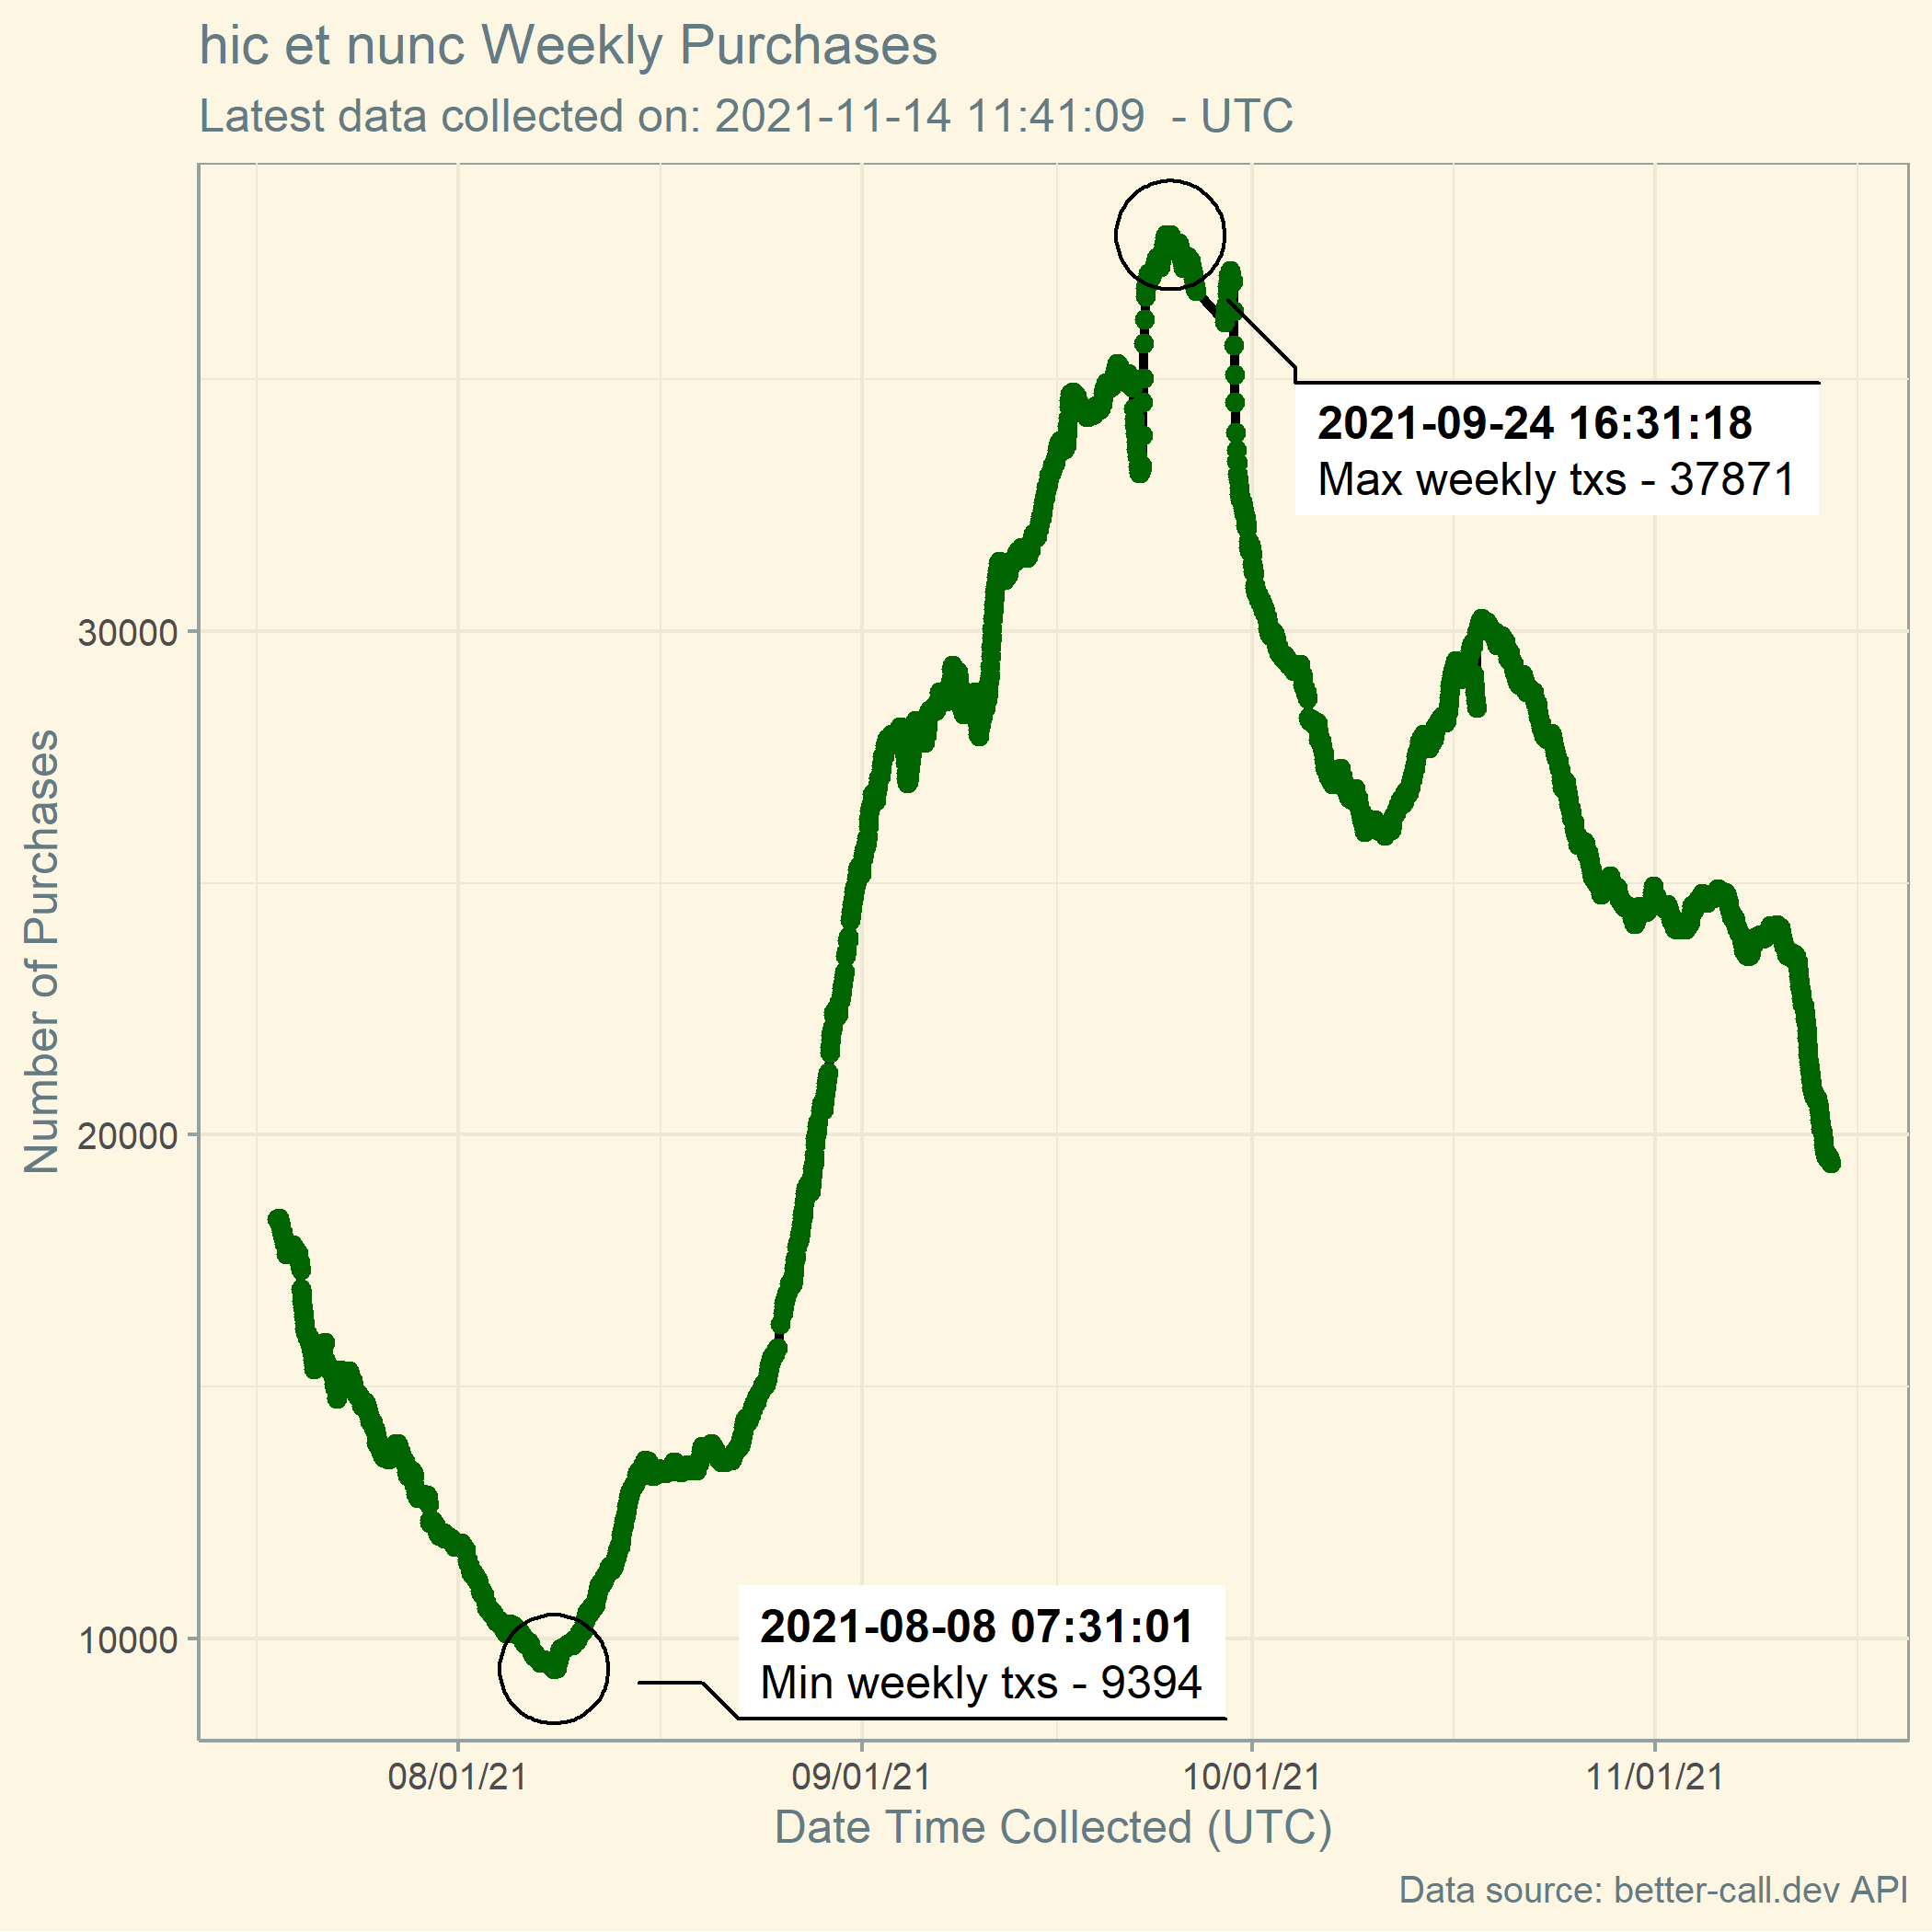 hic et nunc Weekly Purchases
Latest data collected on: 2021-11-14 11:41:09  - UTC
2021-09-24 16:31:18
Max weekly txs - 37871
Number of Purchases
30000
20000
10000
2021-08-08 07:31:01
Min weekly txs - 9394
08/01/21 09/01/21 10/01/21 11/01/21
Date Time Collected (UTC)
Data source: better-call.dev API